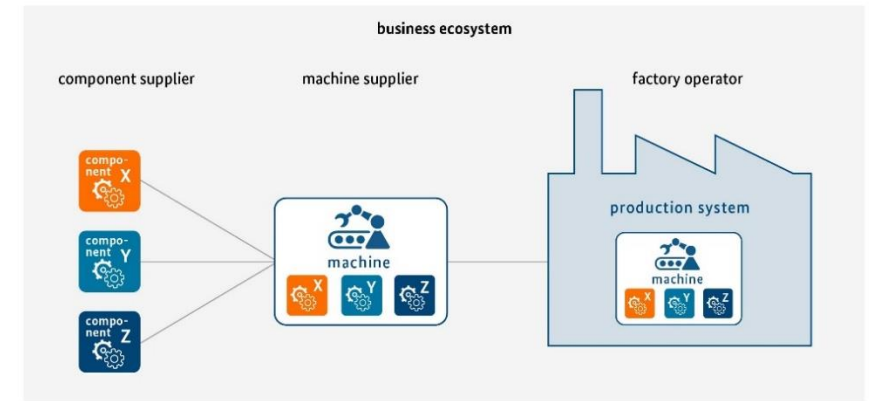 business ecosystem
component supplier
machine supplier
factory operator
compo-
nent X
compo-
nent Y
compo-
nent Z
machine
X
Y
Z
production system
machine
X
Y
Z